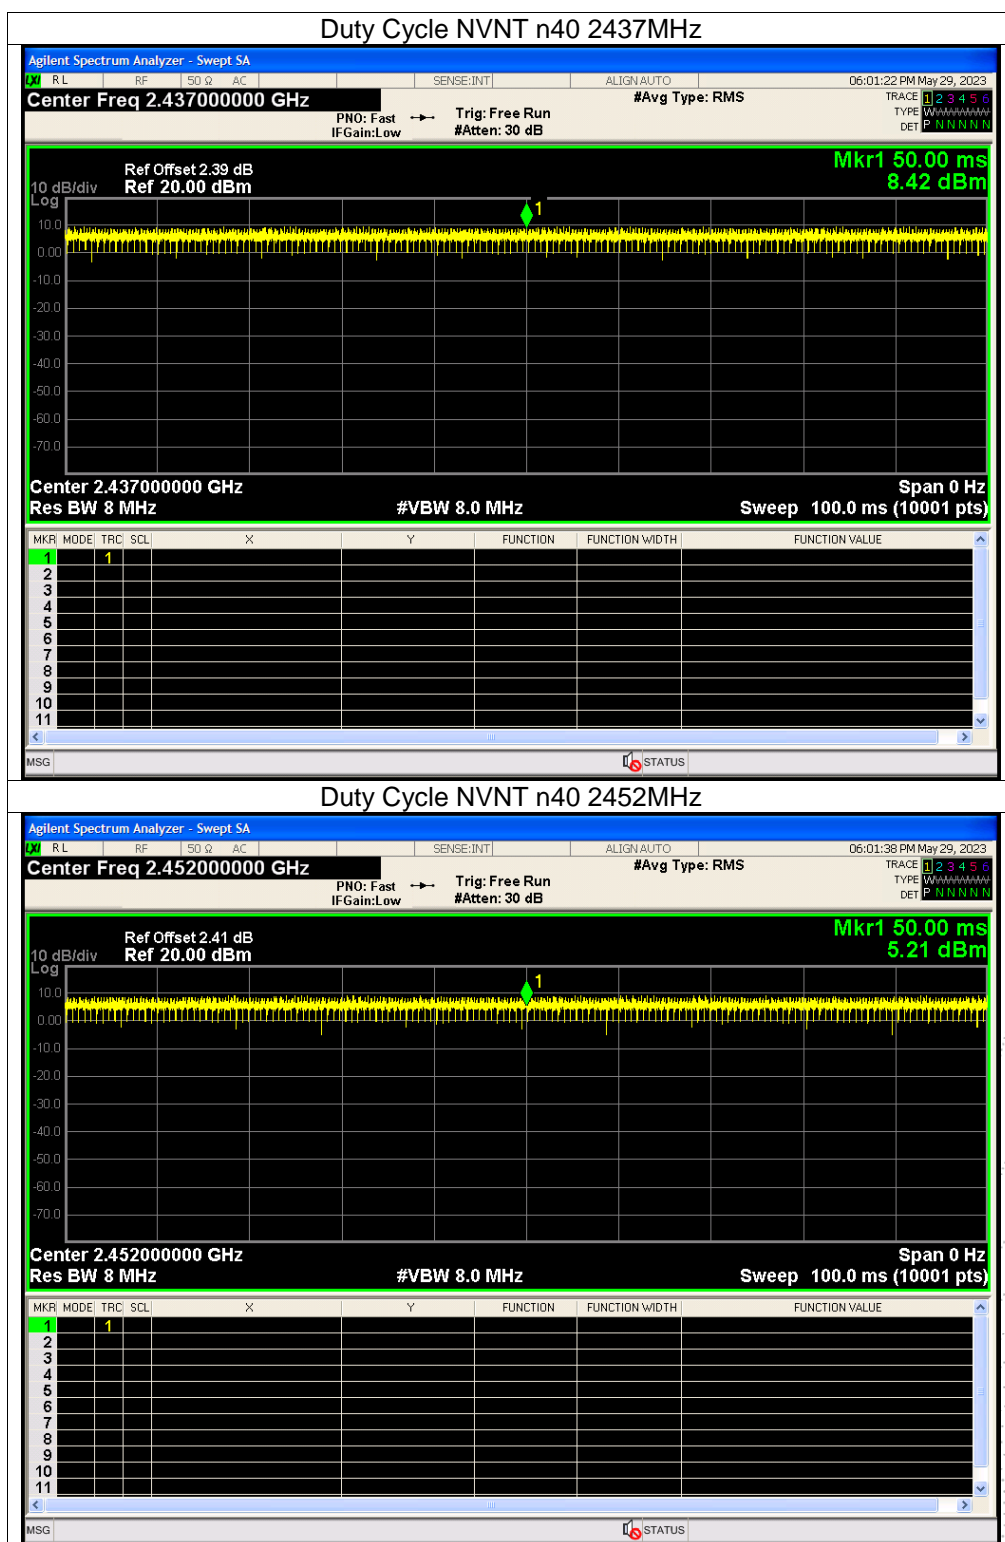 Duty Cycle NVNT n40 2437MHz
Agilent Spectrum Analyzer - Swept SA
LXI RL RF 50 Ω AC SENSE:INT ALIGN AUTO 06:01:22 PM May 29, 2023
Center Freq 2.437000000 GHz #Avg Type: RMS TRACE 1 2 3 4 5 6
PNO: Fast Trig: Free Run TYPE
IFGain:Low #Atten: 30 dB DET P N N N N N
Mkr1 50.00 ms
Ref Offset 2.39 dB
10 dB/div Ref 20.00 dBm 8.42 dBm
Log
1
10.0
0.00
-10.0
-20.0
-30.0
-40.0
-50.0
-60.0
-70.0
Center 2.437000000 GHz Span 0 Hz
Res BW 8 MHz #VBW 8.0 MHz Sweep 100.0 ms (10001 pts)
MKR MODE TRC SCL X Y FUNCTION FUNCTION WIDTH FUNCTION VALUE
1 1
2
3
4
5
6
7
8
9
10
11
MSG STATUS
Duty Cycle NVNT n40 2452MHz
Agilent Spectrum Analyzer - Swept SA
LXI RL RF 50 Ω AC SENSE:INT ALIGN AUTO 06:01:38 PM May 29, 2023
Center Freq 2.452000000 GHz #Avg Type: RMS TRACE 1 2 3 4 5 6
PNO: Fast Trig: Free Run TYPE
IFGain:Low #Atten: 30 dB DET P N N N N N
Mkr1 50.00 ms
Ref Offset 2.41 dB
10 dB/div Ref 20.00 dBm 5.21 dBm
Log
1
10.0
0.00
-10.0
-20.0
-30.0
-40.0
-50.0
-60.0
-70.0
Center 2.452000000 GHz Span 0 Hz
Res BW 8 MHz #VBW 8.0 MHz Sweep 100.0 ms (10001 pts)
MKR MODE TRC SCL X Y FUNCTION FUNCTION WIDTH FUNCTION VALUE
1 1
2
3
4
5
6
7
8
9
10
11
MSG STATUS